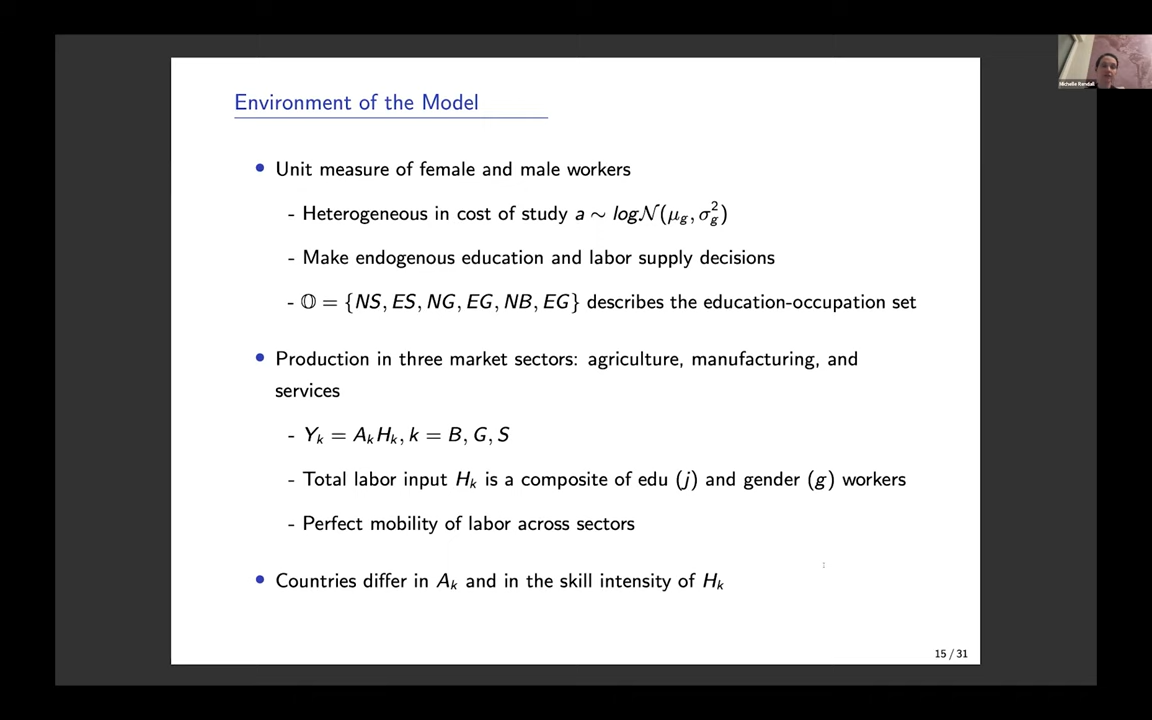 Environment of the Model
• Unit measure of female and male workers
- Heterogeneous in cost of study a ∼ log𝒩(μ_g, σ_g^2)
- Make endogenous education and labor supply decisions
- 𝕆 = {NS, ES, NG, EG, NB, EG} describes the education-occupation set
• Production in three market sectors: agriculture, manufacturing, and
services
- Y_k = A_k H_k, k = B, G, S
- Total labor input H_k is a composite of edu (j) and gender (g) workers
- Perfect mobility of labor across sectors
• Countries differ in A_k and in the skill intensity of H_k
15 / 31
Michelle Rendall